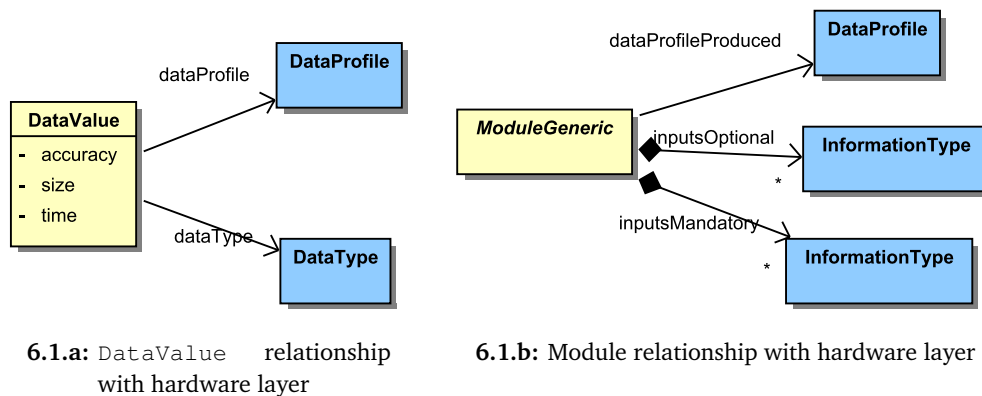 dataProfile
DataProfile
DataValue
- accuracy
- size
- time
dataType
DataType
6.1.a: DataValue relationship
with hardware layer
dataProfileProduced
DataProfile
ModuleGeneric
inputsOptional
*
InformationType
inputsMandatory
*
InformationType
6.1.b: Module relationship with hardware layer